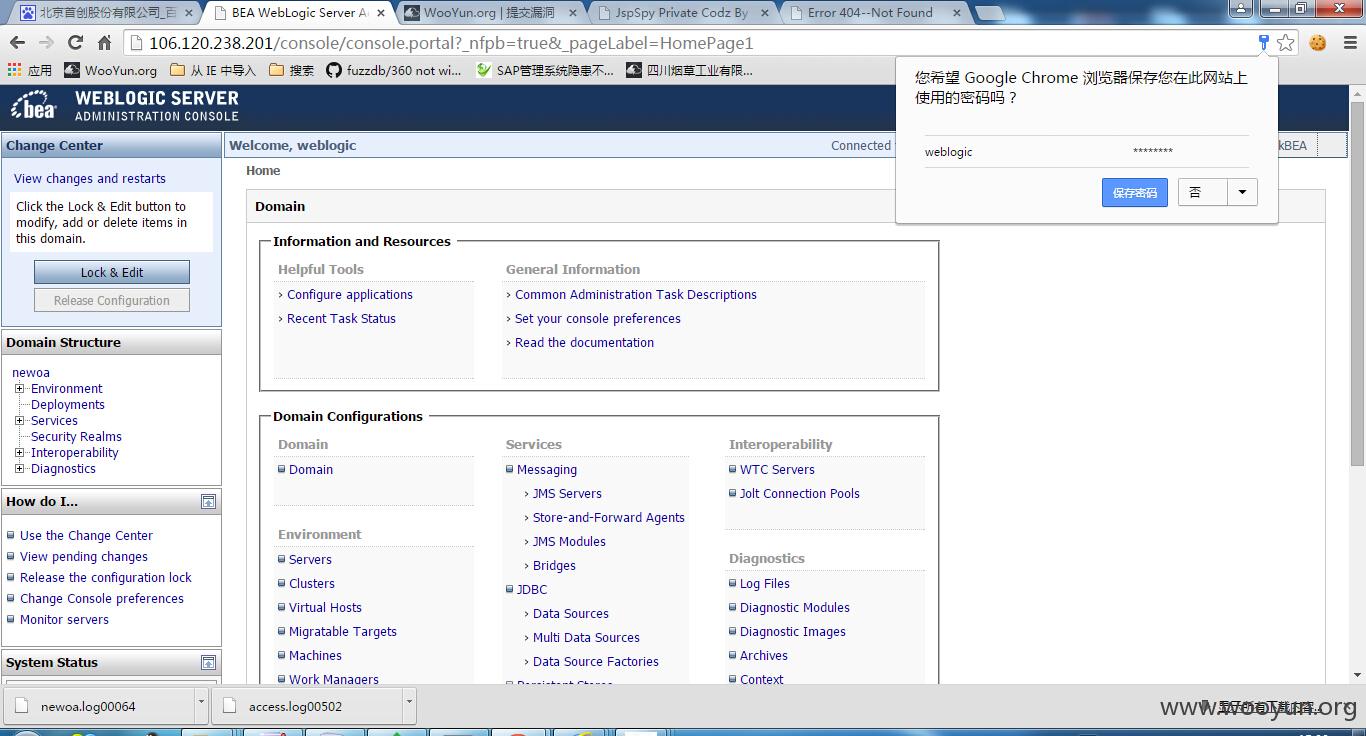 北京首创股份有限公司_百
BEA WebLogic Server A
WooYun.org | 提交漏洞
JspSpy Private Codz By
Error 404--Not Found
106.120.238.201/console/console.portal?_nfpb=true&_pageLabel=HomePage1
应用
WooYun.org
从 IE 中导入
搜索
fuzzdb/360 not wi...
SAP管理系统隐患不...
四川烟草工业有限...
您希望 Google Chrome 浏览器保存您在此网站上
使用的密码吗？
weblogic
********
保存密码
否
bea
WEBLOGIC SERVER
ADMINISTRATION CONSOLE
Change Center
View changes and restarts
Click the Lock & Edit button to
modify, add or delete items in
this domain.
Lock & Edit
Release Configuration
Domain Structure
newoa
Environment
Deployments
Services
Security Realms
Interoperability
Diagnostics
How do I...
Use the Change Center
View pending changes
Release the configuration lock
Change Console preferences
Monitor servers
System Status
Welcome, weblogic
Connected
kBEA
Home
Domain
Information and Resources
Helpful Tools
› Configure applications
› Recent Task Status
General Information
› Common Administration Task Descriptions
› Set your console preferences
› Read the documentation
Domain Configurations
Domain
Domain
Environment
Servers
Clusters
Virtual Hosts
Migratable Targets
Machines
Work Managers
Services
Messaging
› JMS Servers
› Store-and-Forward Agents
› JMS Modules
› Bridges
JDBC
› Data Sources
› Multi Data Sources
› Data Source Factories
Persistent Stores
Interoperability
WTC Servers
Jolt Connection Pools
Diagnostics
Log Files
Diagnostic Modules
Diagnostic Images
Archives
Context
newoa.log00064
access.log00502
显示所有下载内容...
www.wooyun.org